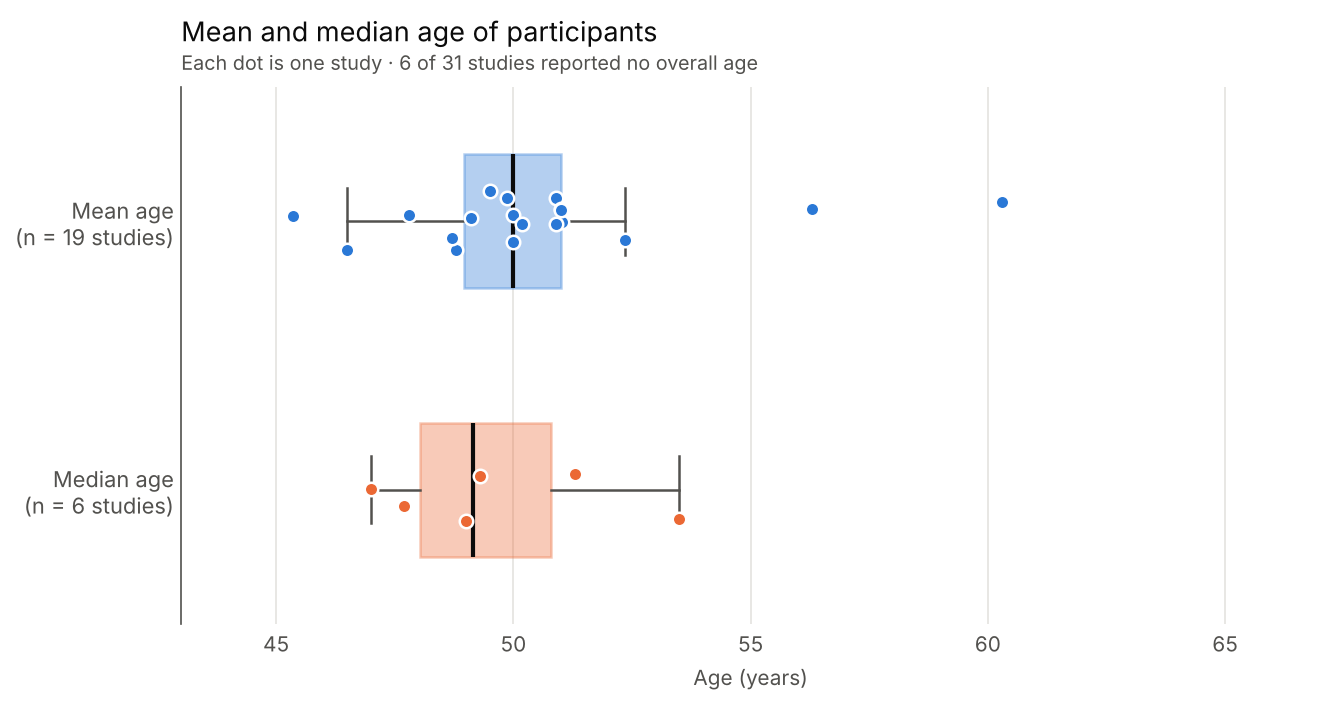 Mean and median age of participants
Each dot is one study · 6 of 31 studies reported no overall age
Mean age
(n = 19 studies)
Median age
(n = 6 studies)
45 50 55 60 65
Age (years)